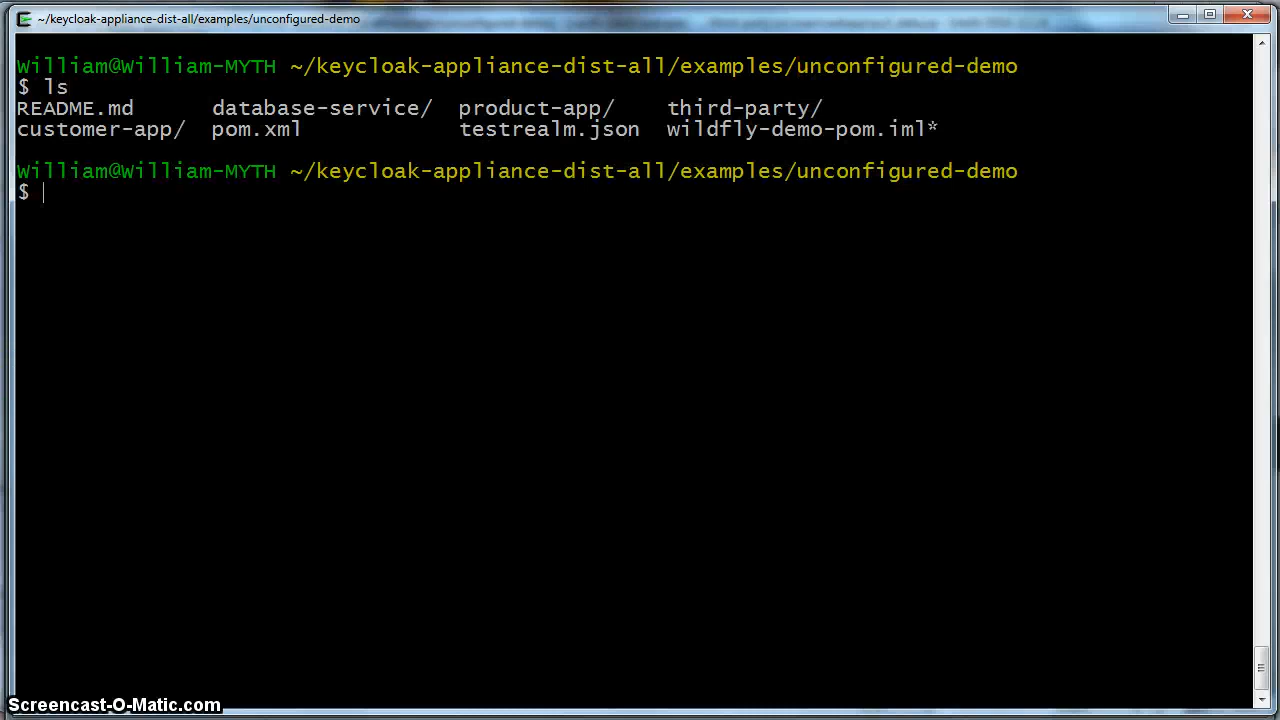 ~/keycloak-appliance-dist-all/examples/unconfigured-demo
William@William-MYTH ~/keycloak-appliance-dist-all/examples/unconfigured-demo
$ ls
README.md database-service/ product-app/ third-party/
customer-app/ pom.xml testrealm.json wildfly-demo-pom.iml*
William@William-MYTH ~/keycloak-appliance-dist-all/examples/unconfigured-demo
$
Screencast-O-Matic.com